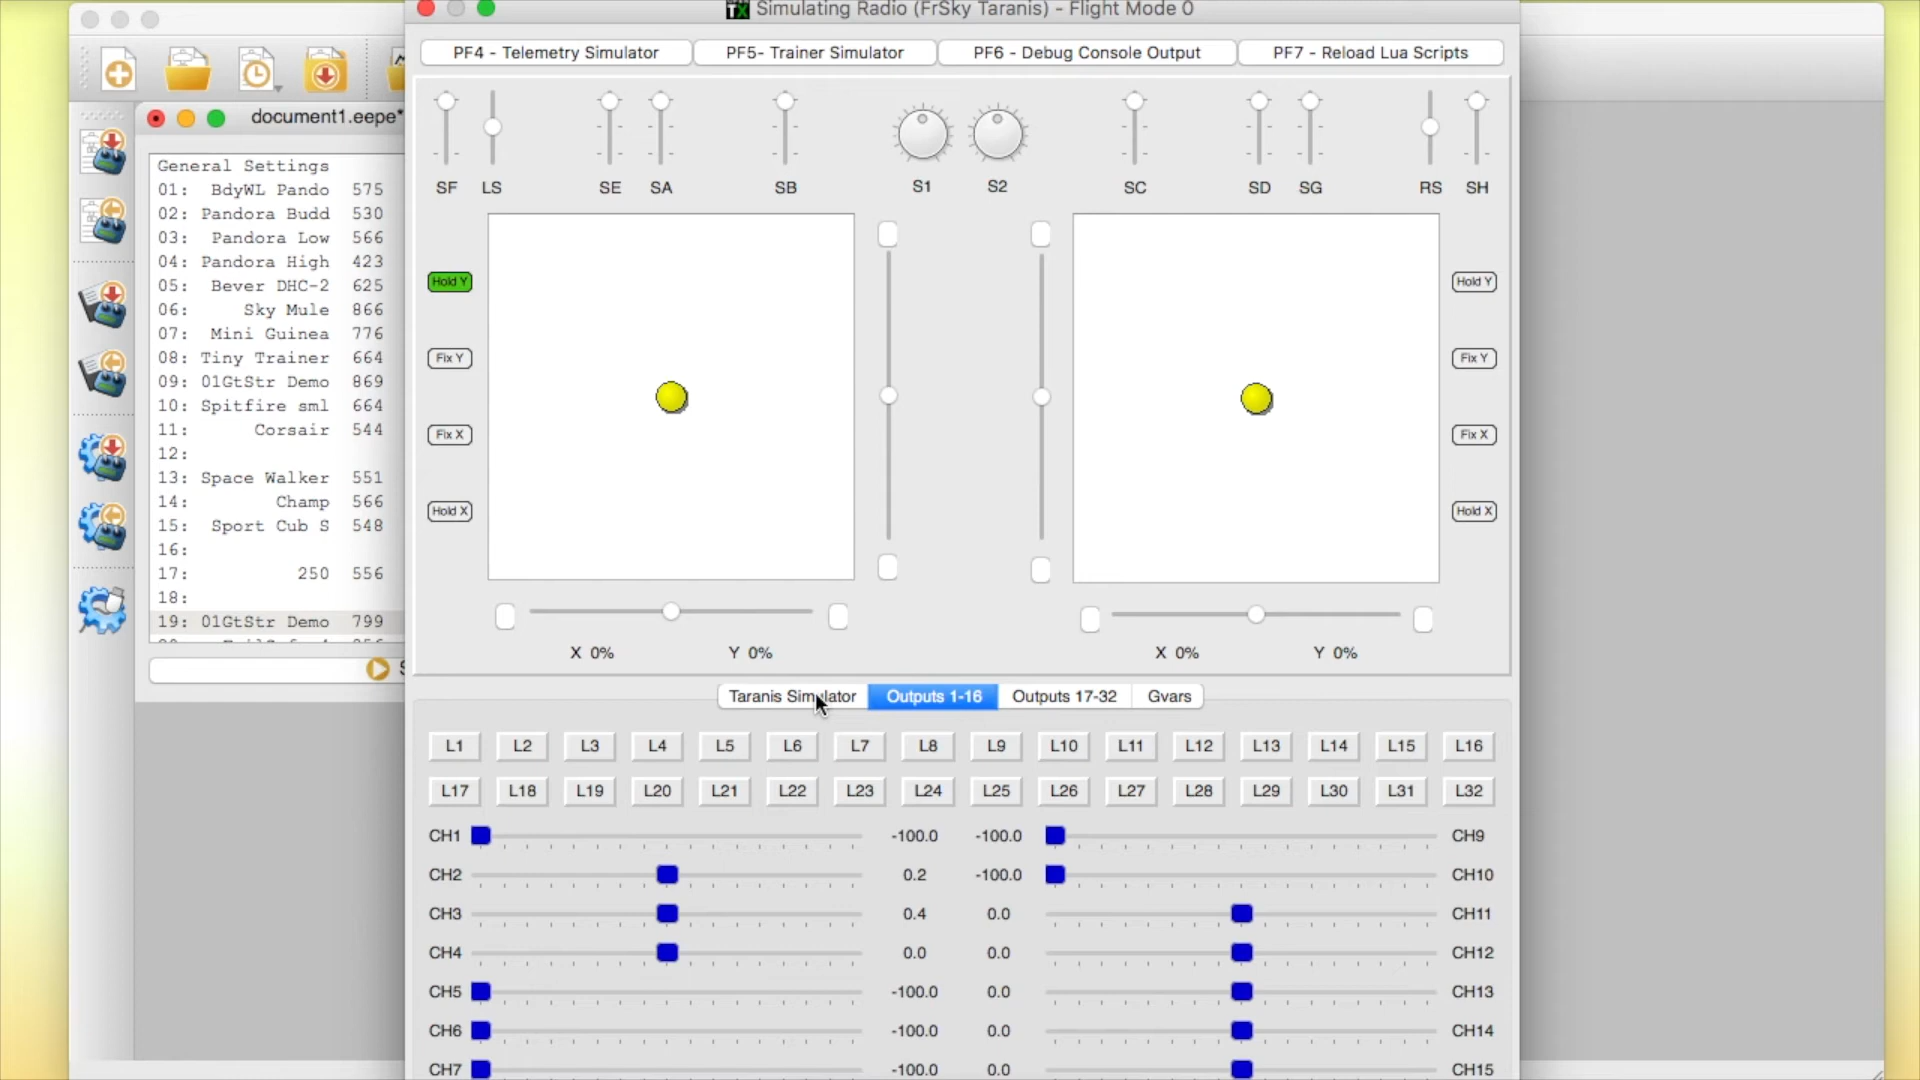 Simulating Radio (FrSky Taranis) - Flight Mode 0
PF4 - Telemetry Simulator
PF5- Trainer Simulator
PF6 - Debug Console Output
PF7 - Reload Lua Scripts
document1.eepe*
General Settings
01: BdyWL Pando 575
02: Pandora Budd 530
03: Pandora Low 566
04: Pandora High 423
05: Bever DHC-2 625
06: Sky Mule 866
07: Mini Guinea 776
08: Tiny Trainer 664
09: 01GtStr Demo 869
10: Spitfire sml 664
11: Corsair 544
12:
13: Space Walker 551
14: Champ 566
15: Sport Cub S 548
16:
17: 250 556
18:
19: 01GtStr Demo 799
SF LS SE SA SB S1 S2 SC SD SG RS SH
Hold Y Hold Y
Fix Y Fix Y
Fix X Fix X
Hold X Hold X
X 0% Y 0% X 0% Y 0%
Taranis Simulator Outputs 1-16 Outputs 17-32 Gvars
L1 L2 L3 L4 L5 L6 L7 L8 L9 L10 L11 L12 L13 L14 L15 L16
L17 L18 L19 L20 L21 L22 L23 L24 L25 L26 L27 L28 L29 L30 L31 L32
CH1 -100.0 -100.0 CH9
CH2 0.2 -100.0 CH10
CH3 0.4 0.0 CH11
CH4 0.0 0.0 CH12
CH5 -100.0 0.0 CH13
CH6 -100.0 0.0 CH14
CH7 -100.0 0.0 CH15